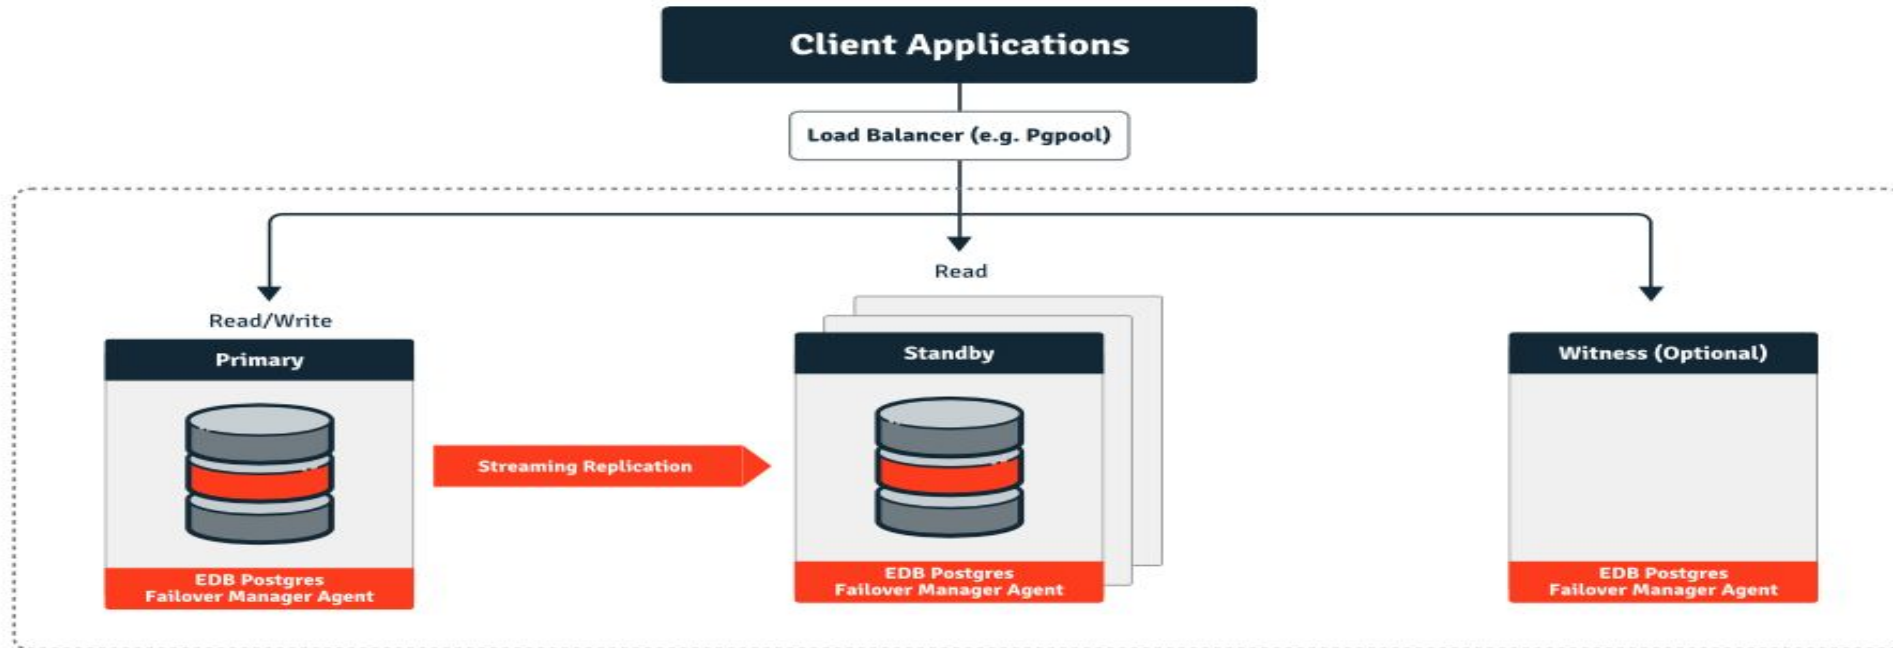 Client Applications
Load Balancer (e.g. Pgpool)
Read
Read/Write
Primary
Standby
Witness (Optional)
Streaming Replication
EDB Postgres
Failover Manager Agent
EDB Postgres
Failover Manager Agent
EDB Postgres
Failover Manager Agent